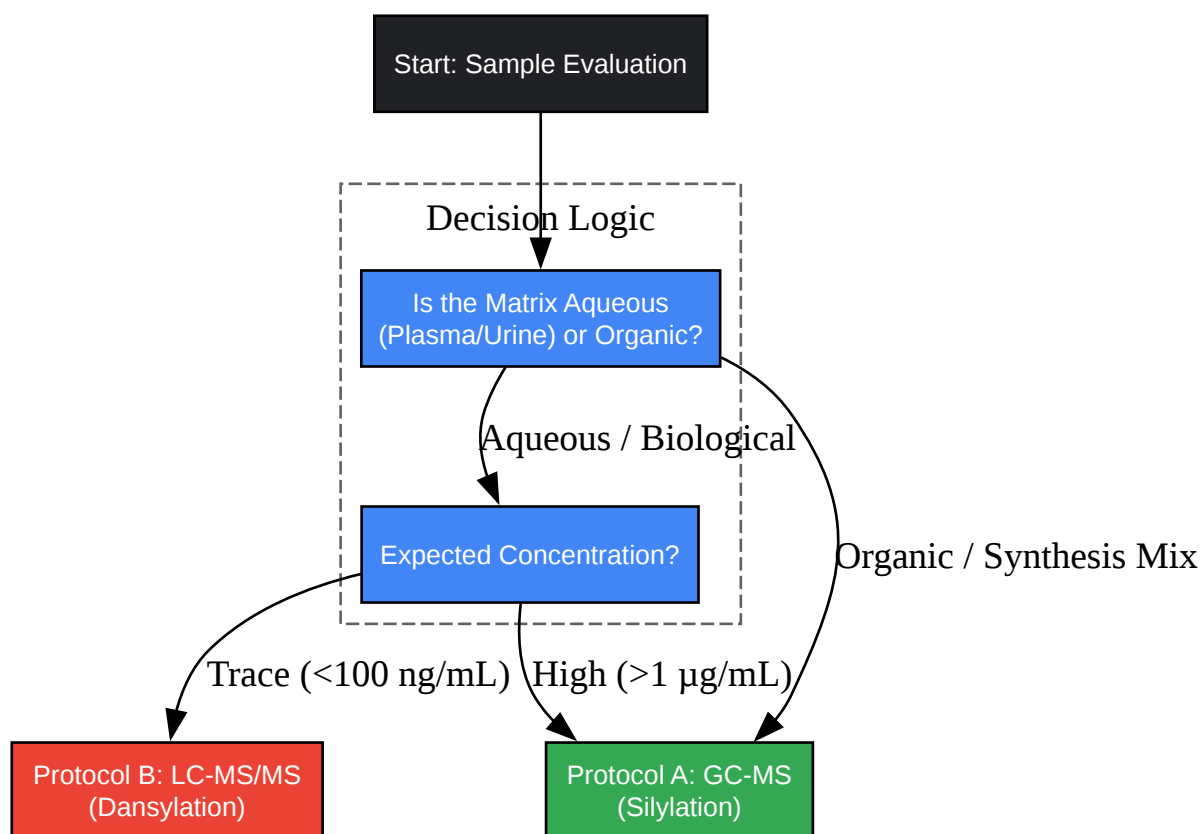 Start: Sample Evaluation
Decision Logic
Is the Matrix Aqueous
(Plasma/Urine) or Organic?
Aqueous / Biological
Expected Concentration?
Organic / Synthesis Mix
Trace (<100 ng/mL)
High (>1 µg/mL)
Protocol B: LC-MS/MS
(Dansylation)
Protocol A: GC-MS
(Silylation)